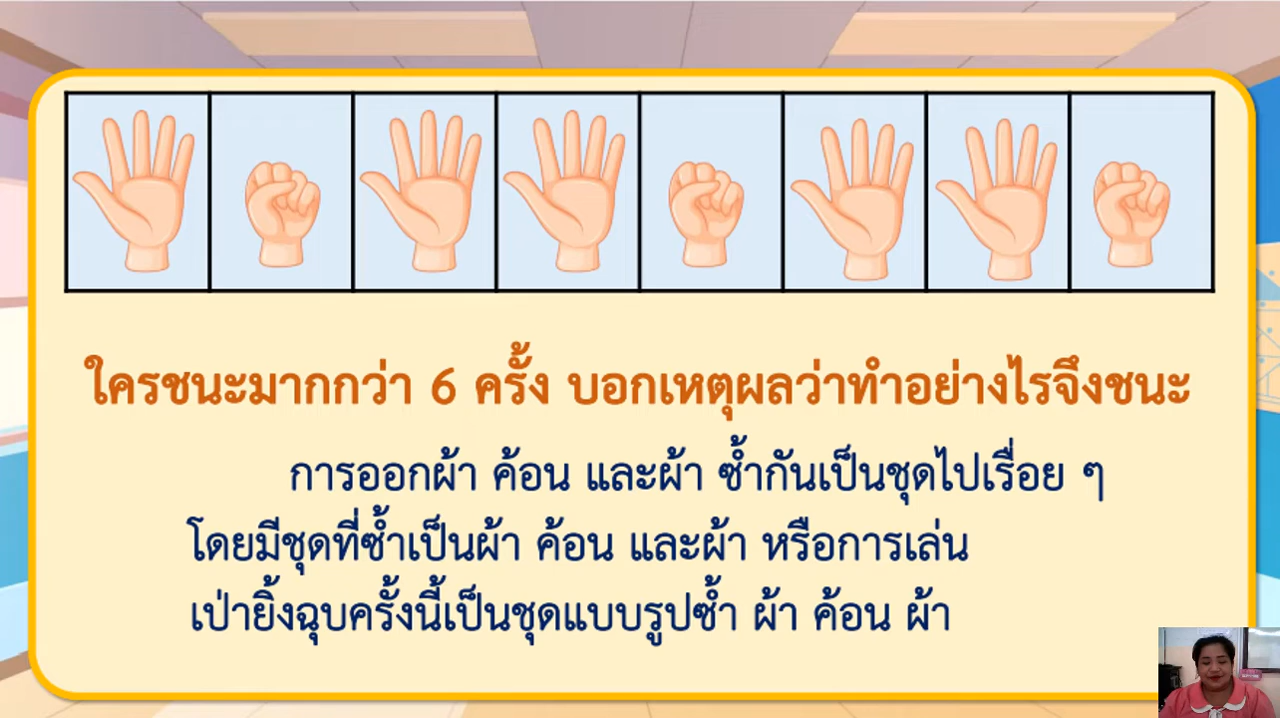 ใครชนะมากกว่า 6 ครั้ง บอกเหตุผลว่าทำอย่างไรจึงชนะ
การออกผ้า ค้อน และผ้า ซ้ำกันเป็นชุดไปเรื่อย ๆ
โดยมีชุดที่ซ้ำเป็นผ้า ค้อน และผ้า หรือการเล่น
เป่ายิ้งฉุบครั้งนี้เป็นชุดแบบรูปซ้ำ ผ้า ค้อน ผ้า